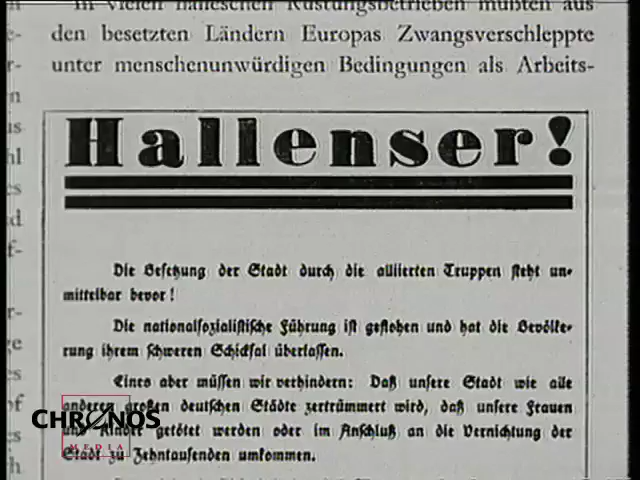 In vielen halleschen Rüstungsbetrieben mußten aus
den besetzten Ländern Europas Zwangsverschleppte
unter menschenunwürdigen Bedingungen als Arbeits-
Hallenser!
Die Besetzung der Stadt durch die alliierten Truppen steht un-
mittelbar bevor!
Die nationalsozialistische Führung ist geflohen und hat die Bevölke-
rung ihrem schweren Schicksal überlassen.
Eines aber müssen wir verhindern: Daß unsere Stadt wie alle
anderen großen deutschen Städte zertrümmert wird, daß unsere Frauen
und Kinder getötet werden oder im Anschluß an die Vernichtung der
Stadt zu Zehntausenden umkommen.
CHRONOS
MEDIA